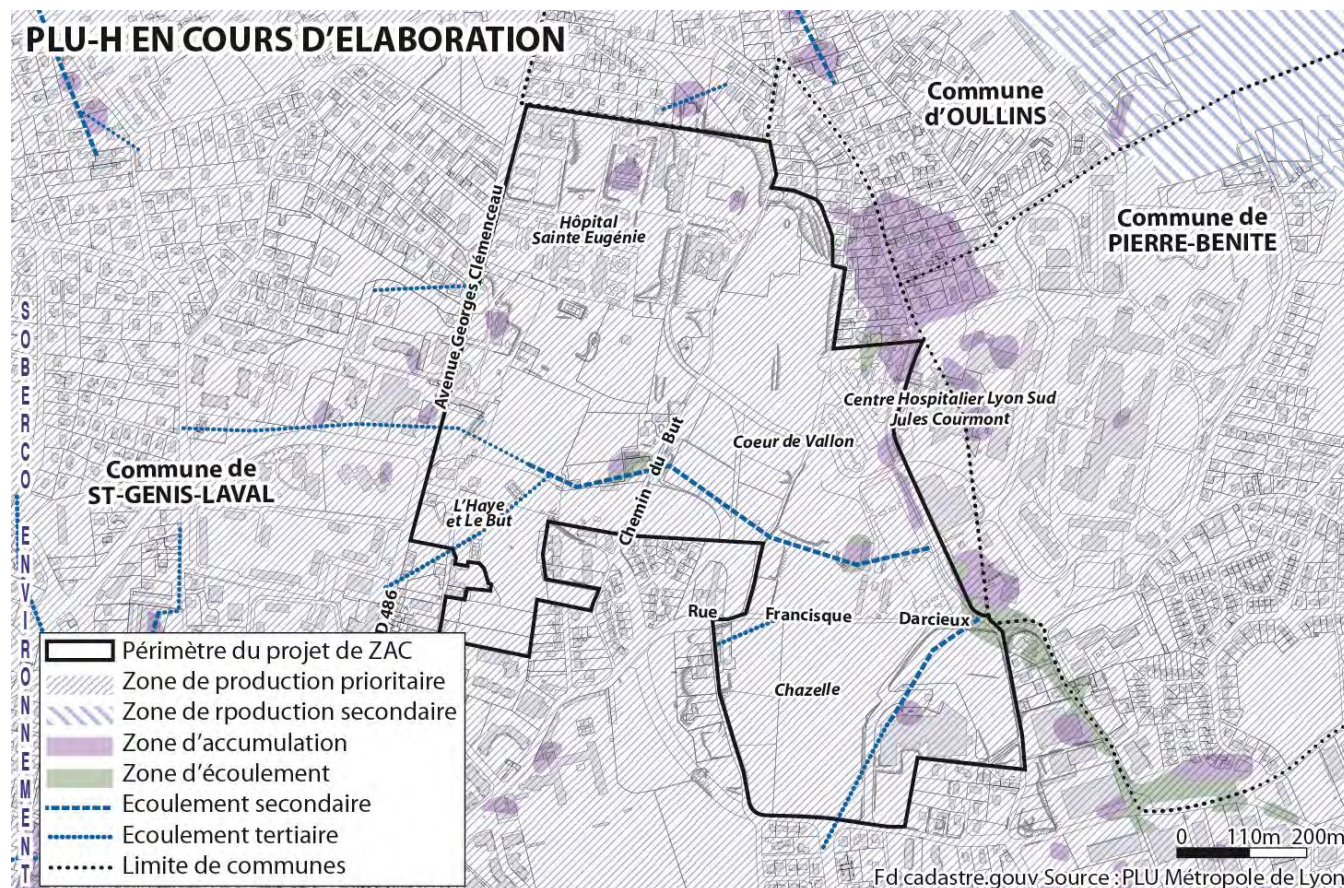 PLU-H EN COURS D'ELABORATION
Commune
d'OULLINS
Commune de
PIERRE-BENITE
Hôpital
Sainte Eugénie
Avenue Georges Clémenceau
Centre Hospitalier Lyon Sud
Jules Courmont
Coeur de Vallon
Chemin du But
Commune de
ST-GENIS-LAVAL
L'Haye
et Le But
D 486
Rue Francisque Darcieux
Chazelle
SOBERCO ENVIRONNEMENT
Périmètre du projet de ZAC
Zone de production prioritaire
Zone de rpoduction secondaire
Zone d'accumulation
Zone d'écoulement
Ecoulement secondaire
Ecoulement tertiaire
Limite de communes
0 110m 200m
Fd cadastre.gouv Source : PLU Métropole de Lyon